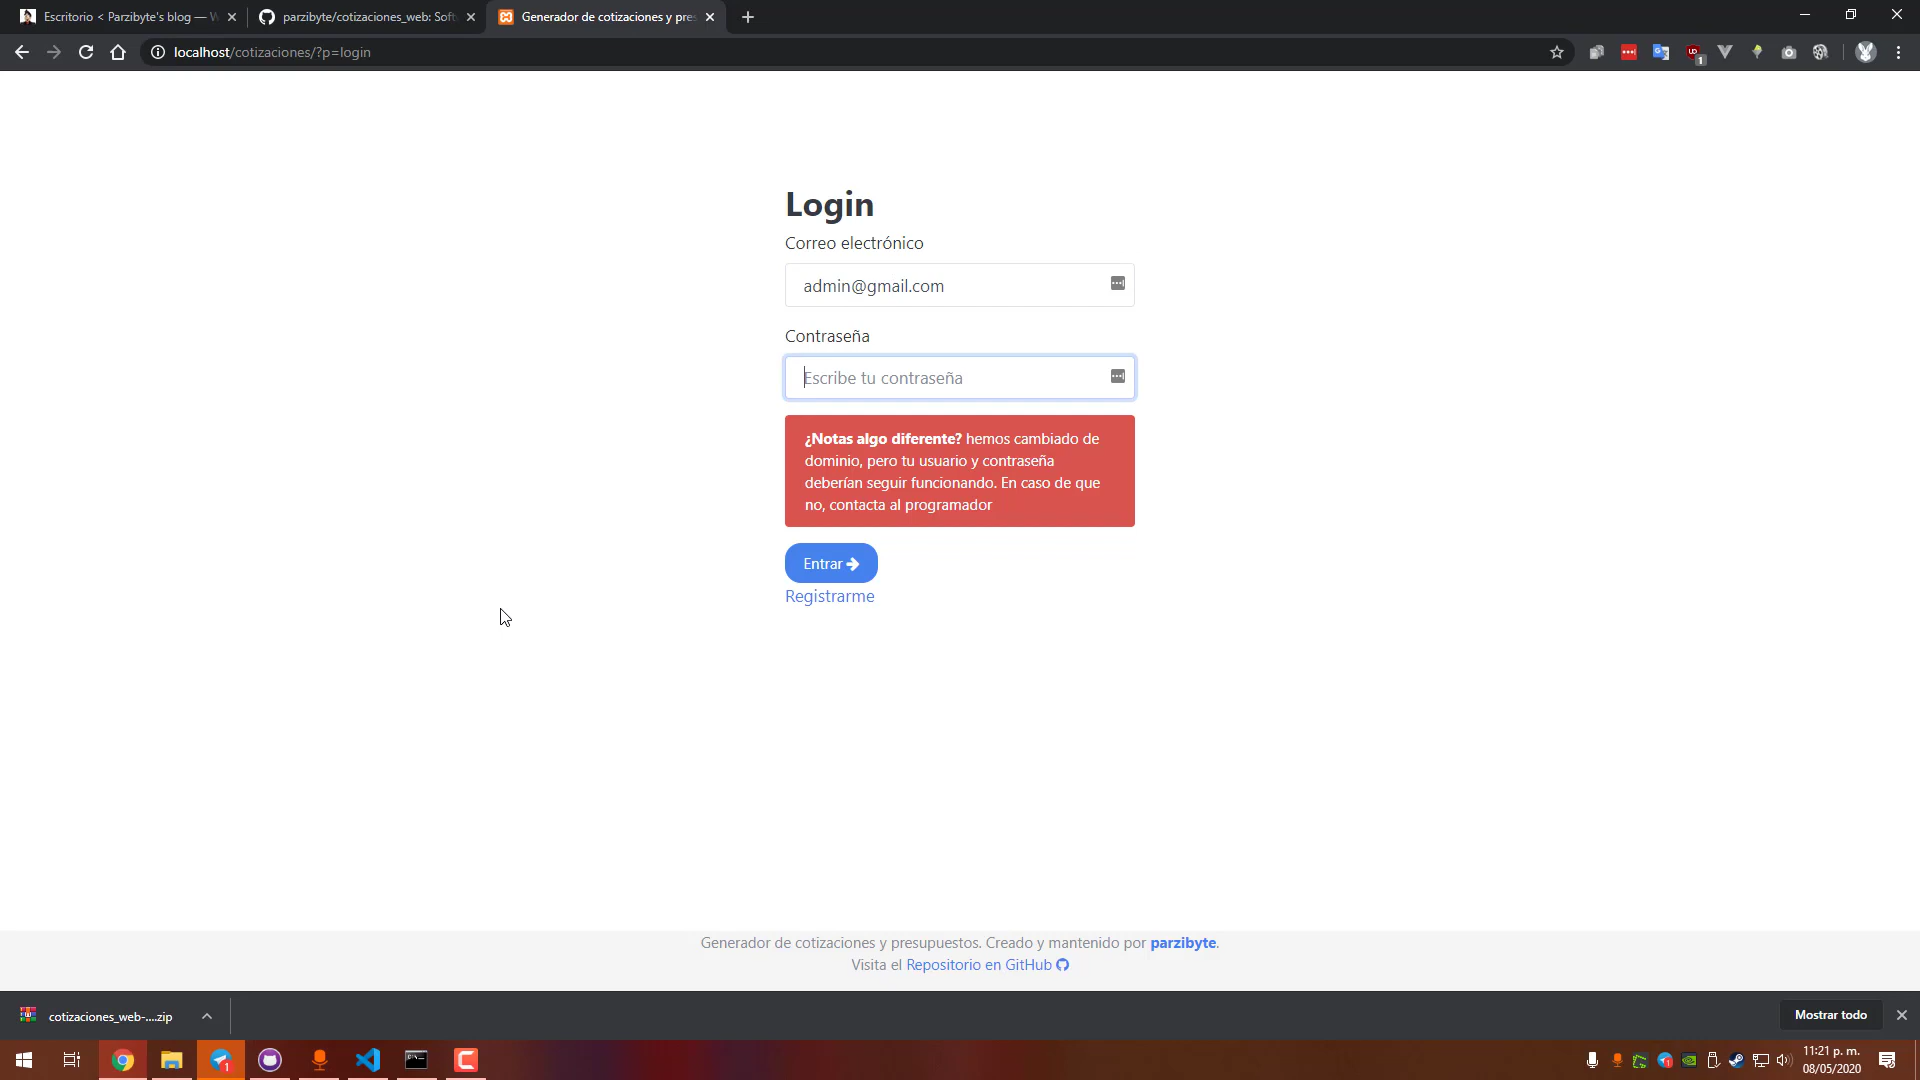 Escritorio < Parzibyte's blog — W
parzibyte/cotizaciones_web: Soft
Generador de cotizaciones y pres
localhost/cotizaciones/?p=login
1
Login
Correo electrónico
admin@gmail.com
Contraseña
Escribe tu contraseña
¿Notas algo diferente? hemos cambiado de
dominio, pero tu usuario y contraseña
deberían seguir funcionando. En caso de que
no, contacta al programador
Entrar
Registrarme
Generador de cotizaciones y presupuestos. Creado y mantenido por parzibyte.
Visita el Repositorio en GitHub
cotizaciones_web-....zip
Mostrar todo
1
11:21 p. m.
08/05/2020